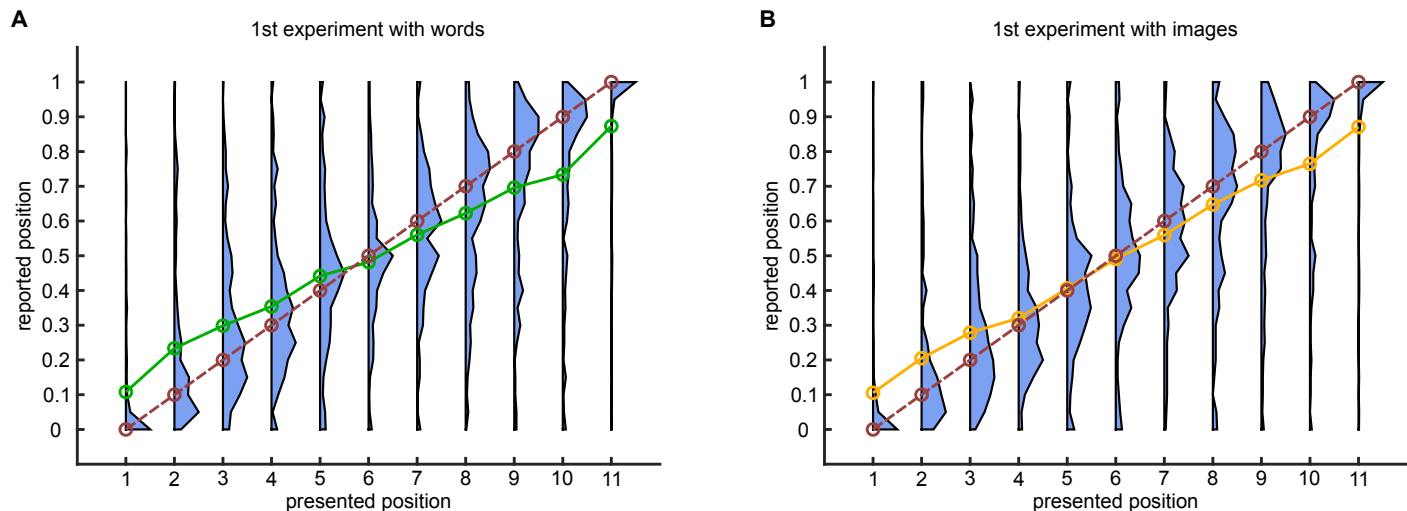 A
1st experiment with words
reported position
1
0.9
0.8
0.7
0.6
0.5
0.4
0.3
0.2
0.1
0
1 2 3 4 5 6 7 8 9 10 11
presented position
B
1st experiment with images
reported position
1
0.9
0.8
0.7
0.6
0.5
0.4
0.3
0.2
0.1
0
1 2 3 4 5 6 7 8 9 10 11
presented position